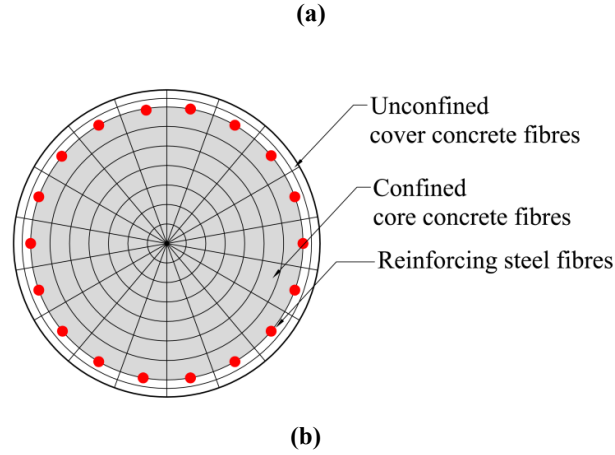 (a)
Unconfined
cover concrete fibres
Confined
core concrete fibres
Reinforcing steel fibres
(b)